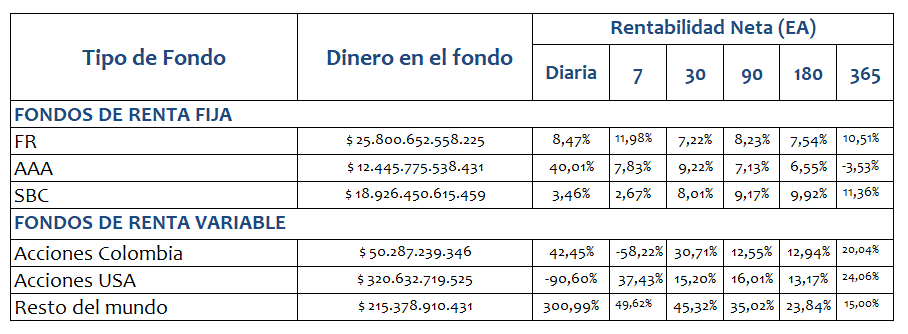 Tipo de Fondo Dinero en el fondo Rentabilidad Neta (EA)
Diaria 7 30 90 180 365
FONDOS DE RENTA FIJA
FR $ 25.800.652.558.225 8,47% 11,98% 7,22% 8,23% 7,54% 10,51%
AAA $ 12.445.775.538.431 40,01% 7,83% 9,22% 7,13% 6,55% -3,53%
SBC $ 18.926.450.615.459 3,46% 2,67% 8,01% 9,17% 9,92% 11,36%
FONDOS DE RENTA VARIABLE
Acciones Colombia $ 50.287.239.346 42,45% -58,22% 30,71% 12,55% 12,94% 20,04%
Acciones USA $ 320.632.719.525 -90,60% 37,43% 15,20% 16,01% 13,17% 24,06%
Resto del mundo $ 215.378.910.431 300,99% 49,62% 45,32% 35,02% 23,84% 15,00%